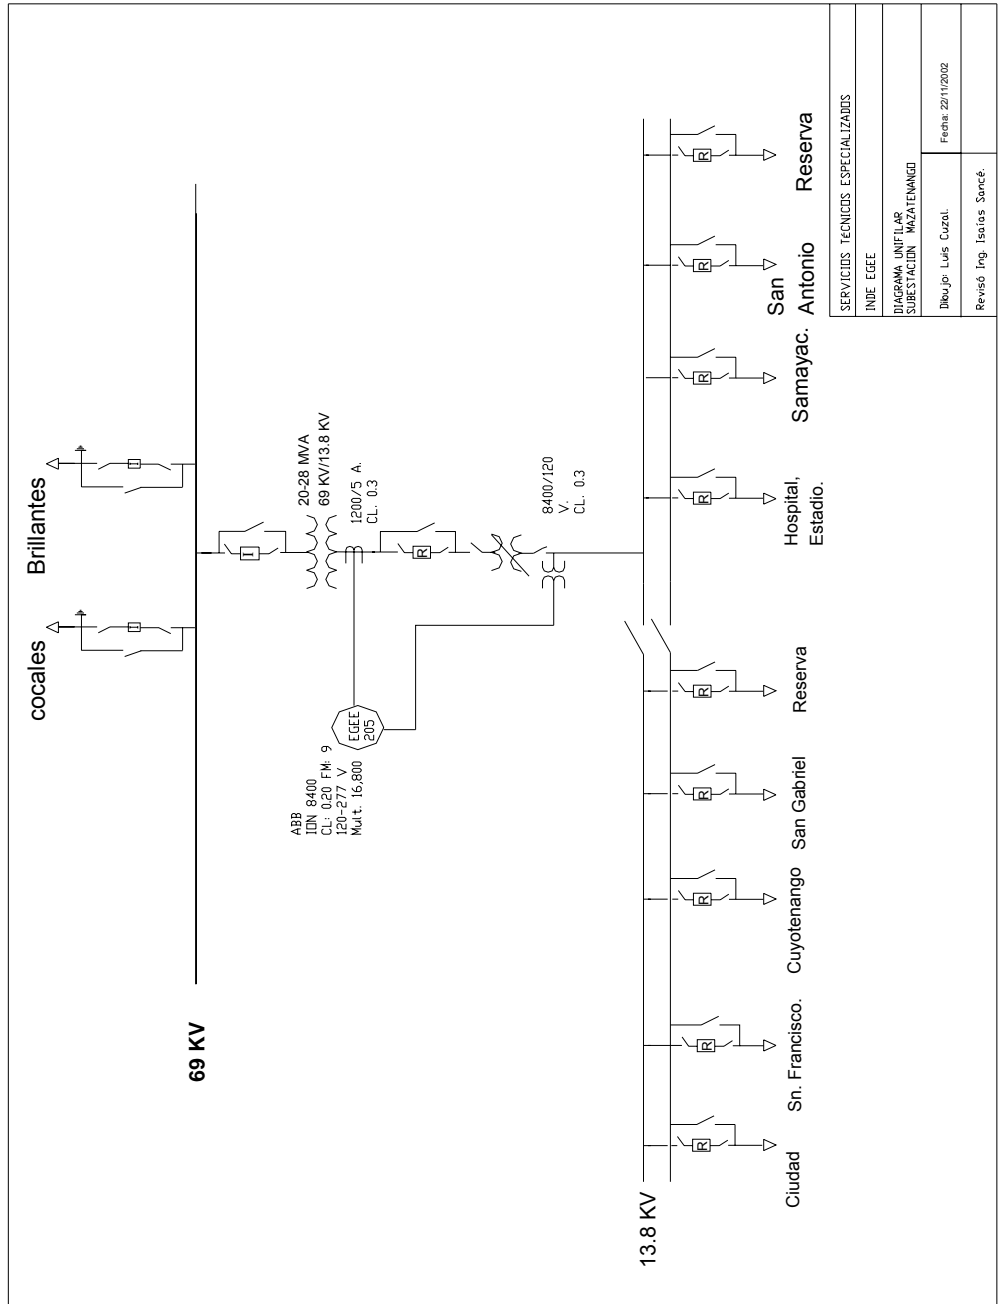 cocales
Brillantes
69 KV
I
I
I
20-28 MVA
69 KV/13.8 KV
1200/5 A.
CL. 0.3
R
8400/120
V.
CL. 0.3
ABB
ION 8400
CL: 0.20 FM: 9
120-277 V
Mult. 16,800
EGEE
205
13.8 KV
R
R
R
R
R
R
R
R
R
Ciudad
Sn. Francisco.
Cuyotenango
San Gabriel
Reserva
Hospital,
Estadio.
Samayac.
San
Antonio
Reserva
SERVICIOS TÉCNICOS ESPECIALIZADOS
INDE EGEE
DIAGRAMA UNIFILAR
SUBESTACIÓN MAZATENANGO
Dibujo: Luis Cuzal.
Fecha: 22/11/2002
Revisó Ing. Isaías Sancé.